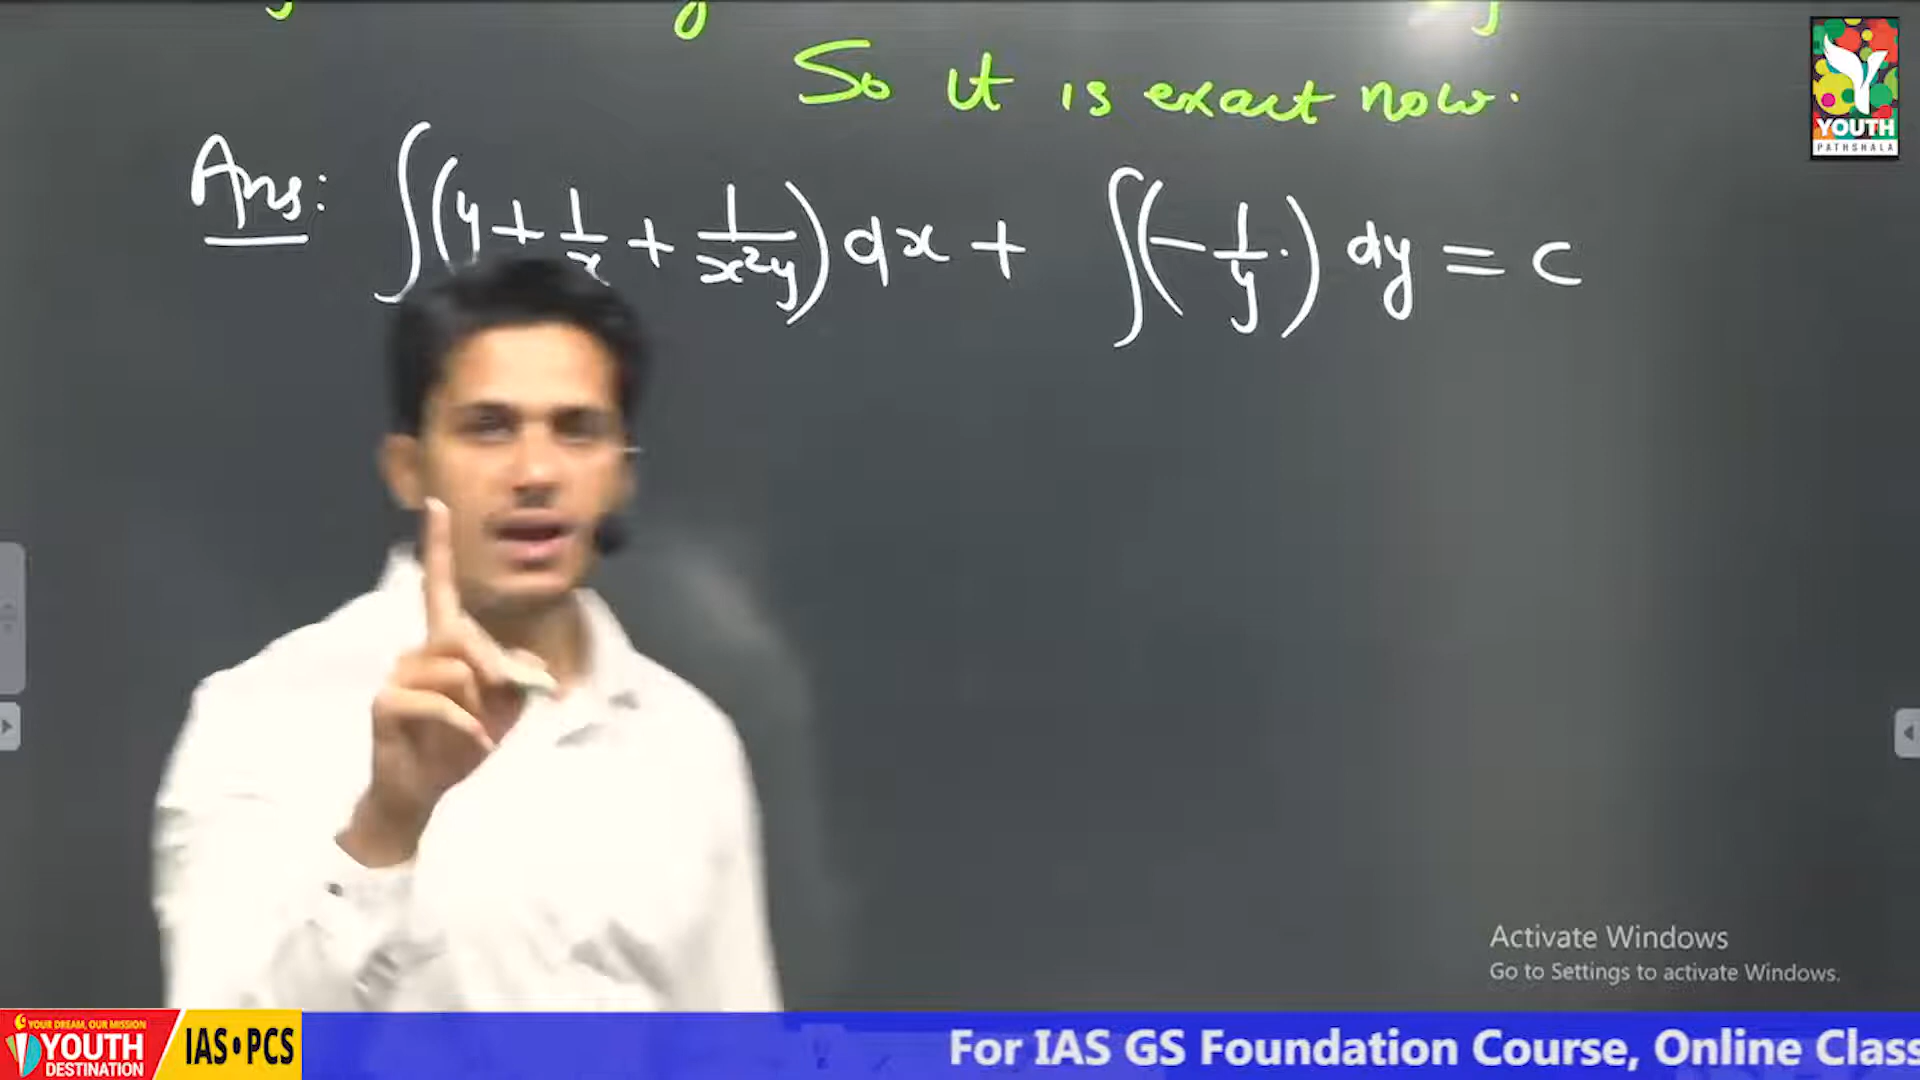 So it is exact now.
Ans: ∫(y + 1/x + 1/x²y) dx + ∫(-1/y.) dy = c
YOUTH
PATHSHALA
Activate Windows
Go to Settings to activate Windows.
YOUR DREAM, OUR MISSION
YOUTH
DESTINATION
IAS•PCS
For IAS GS Foundation Course, Online Class